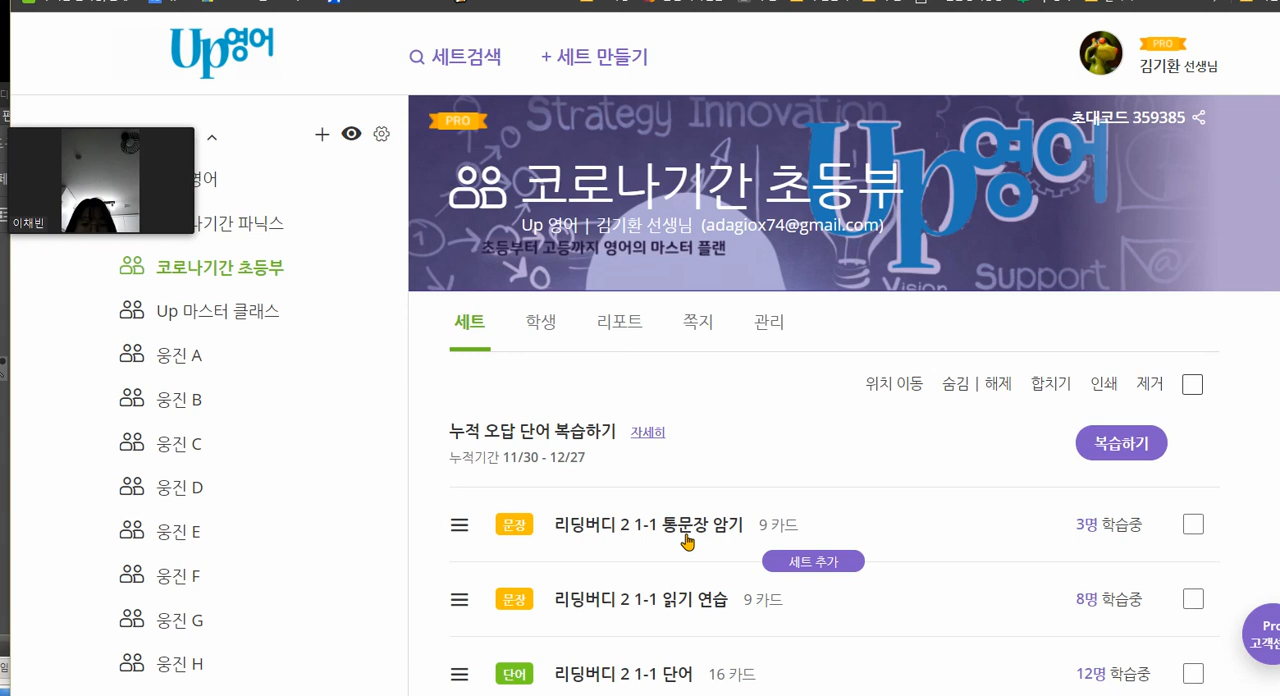 Up영어
세트검색
+ 세트 만들기
PRO
김기환 선생님
이채빈
영어
나기간 파닉스
코로나기간 초등부
Up 마스터 클래스
웅진 A
웅진 B
웅진 C
웅진 D
웅진 E
웅진 F
웅진 G
웅진 H
PRO
Strategy Innovation
초대코드 359385
Up영어
코로나기간 초등부
Up 영어 | 김기환 선생님 (adagiox74@gmail.com)
초등부터 고등까지 영어의 마스터 플랜
Vision
Support
세트
학생
리포트
쪽지
관리
위치 이동
숨김 | 해제
합치기
인쇄
제거
누적 오답 단어 복습하기 자세히
누적기간 11/30 - 12/27
복습하기
문장 리딩버디 2 1-1 통문장 암기 9 카드 3명 학습중
세트 추가
문장 리딩버디 2 1-1 읽기 연습 9 카드 8명 학습중
단어 리딩버디 2 1-1 단어 16 카드 12명 학습중